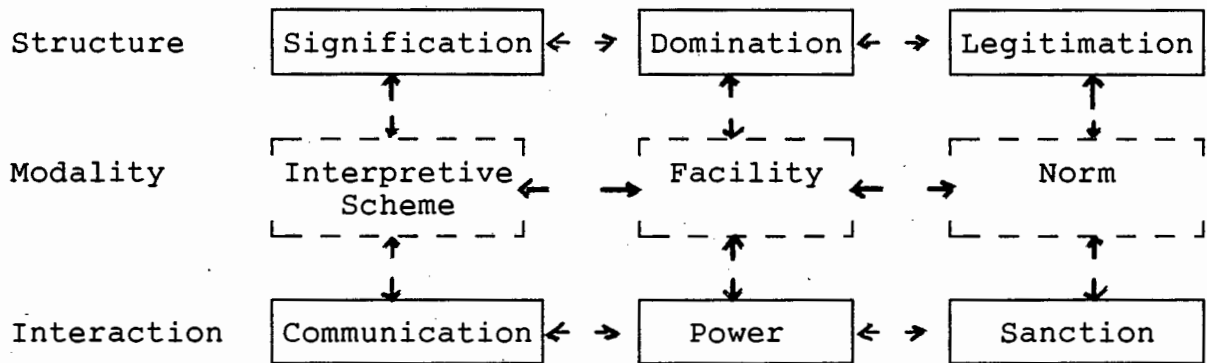 Structure Signification Domination Legitimation
Modality Interpretive Scheme Facility Norm
Interaction Communication Power Sanction